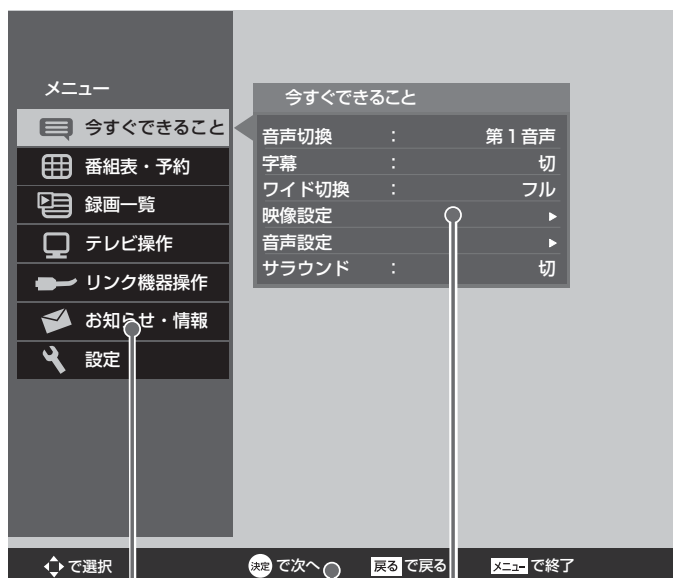 メニュー
今すぐできること
番組表・予約
録画一覧
テレビ操作
リンク機器操作
お知らせ・情報
設定
今すぐできること
音声切換 : 第1音声
字幕 : 切
ワイド切換 : フル
映像設定
音声設定
サラウンド : 切
で選択 決定 で次へ 戻る で戻る メニュー で終了